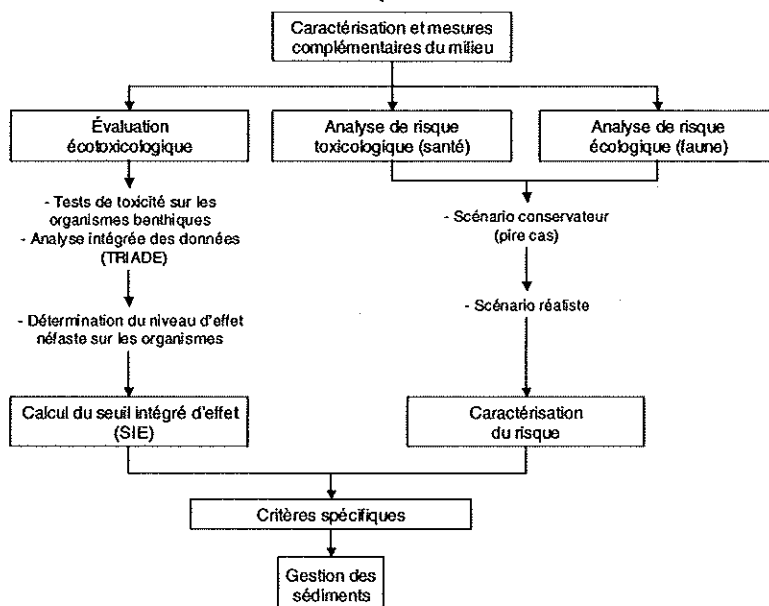 Caractérisation et mesures
complémentaires du milieu
Évaluation
écotoxicologique
Analyse de risque
toxicologique (santé)
Analyse de risque
écologique (faune)
- Tests de toxicité sur les
organismes benthiques
- Analyse intégrée des données
(TRIADE)
- Scénario conservateur
(pire cas)
- Détermination du niveau d'effet
néfaste sur les organismes
- Scénario réaliste
Calcul du seuil intégré d'effet
(SIE)
Caractérisation
du risque
Critères spécifiques
Gestion des
sédiments